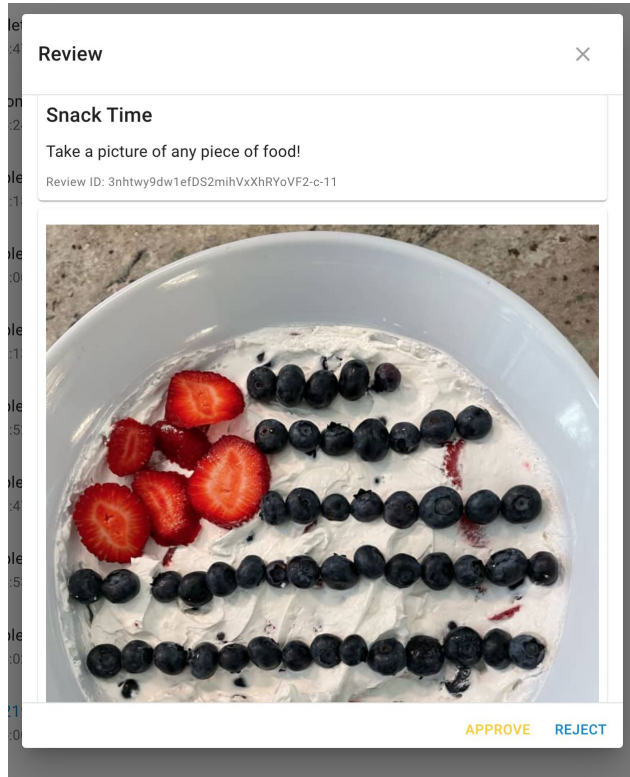 Review
Snack Time
Take a picture of any piece of food!
Review ID: 3nhtwy9dw1efDS2mihVxXhRYoVF2-c-11
APPROVE REJECT